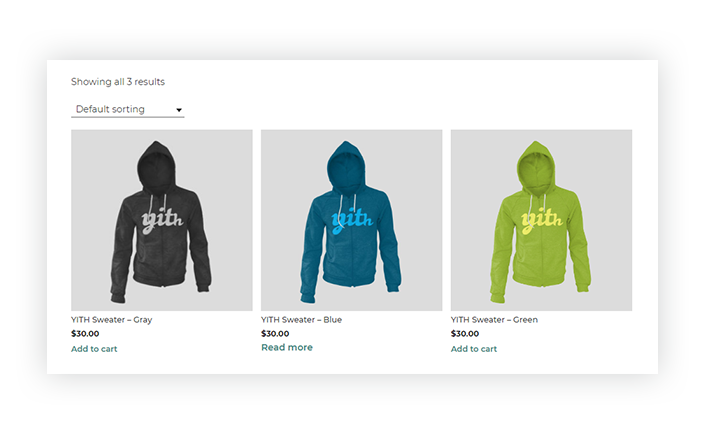 Showing all 3 results
Default sorting
yith
yith
yith
YITH Sweater – Gray
$30.00
Add to cart
YITH Sweater – Blue
$30.00
Read more
YITH Sweater – Green
$30.00
Add to cart